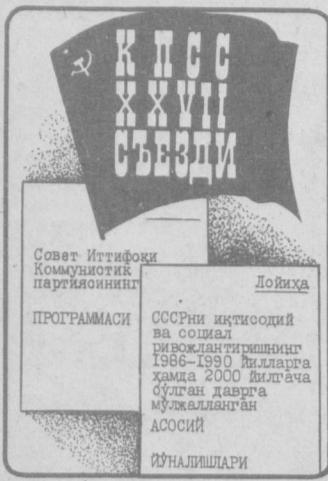 КПСС
XXVII
СЪЕЗДИ
Совет Иттифоқи
Коммунистик
партиясининг
ПРОГРАММАСИ
Лойиҳа
СССРни иқтисодий
ва социал
ривожлантиришнинг
1986-1990 йилларга
ҳамда 2000 йилгача
бўлган даврга
мўлжалланган
АСОСИЙ
ЙЎНАЛИШЛАРИ